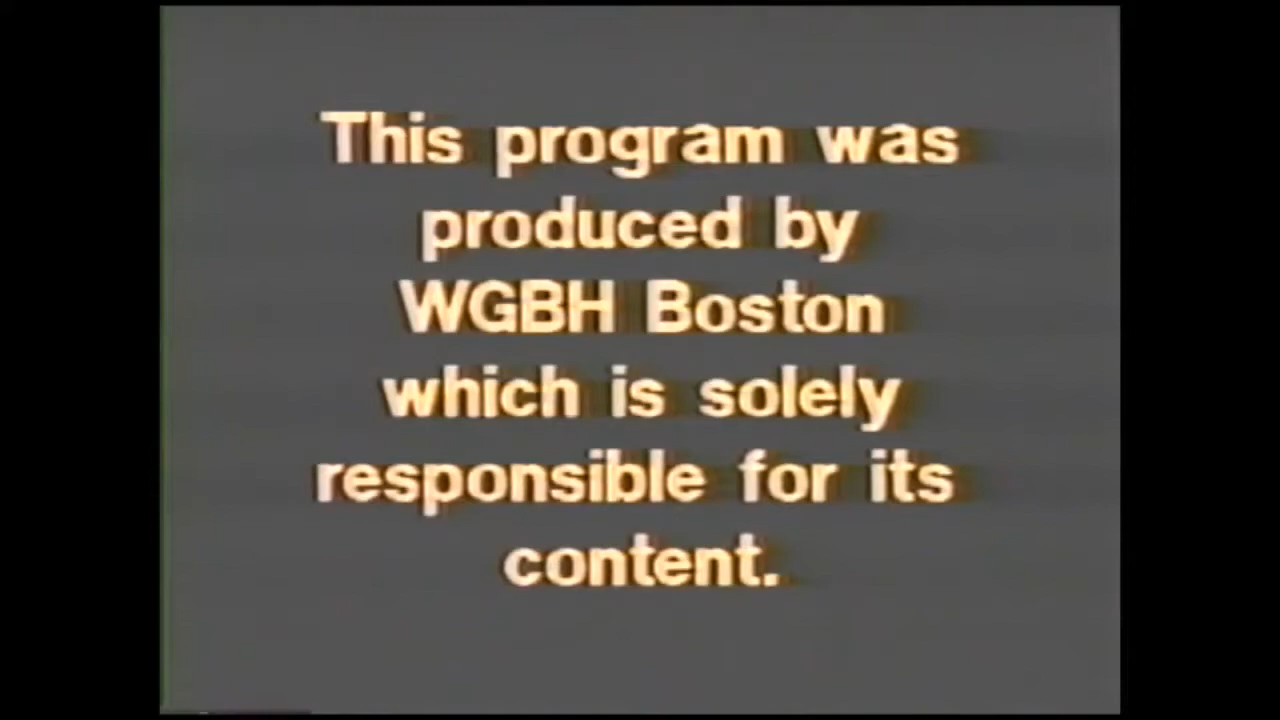 This program was
produced by
WGBH Boston
which is solely
responsible for its
content.